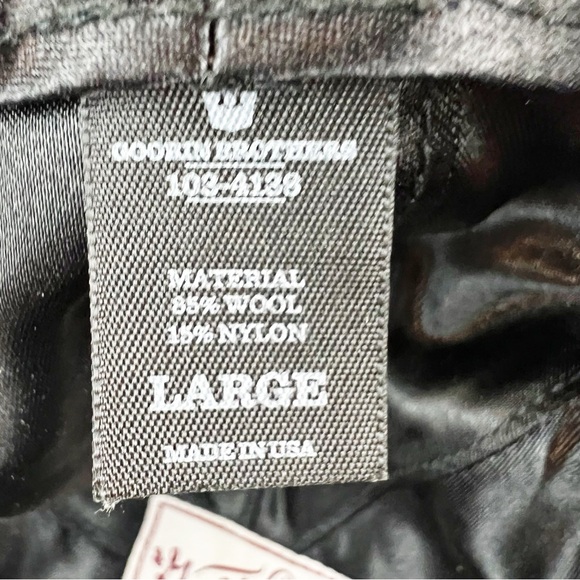 GOORIN BROTHERS
103-4138
MATERIAL
85% WOOL
15% NYLON
LARGE
MADE IN USA